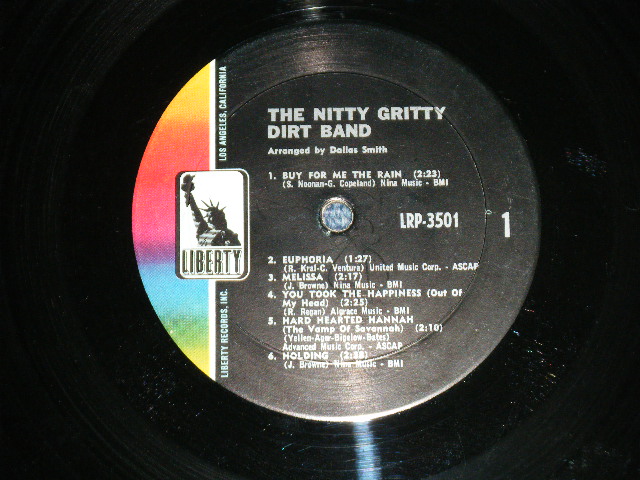 THE NITTY GRITTY
DIRT BAND
Arranged by Dallas Smith
1. BUY FOR ME THE RAIN (2:23)
(S. Noonan-G. Copeland) Nina Music - BMI
LRP-3501
1
2. EUPHORIA (1:27)
(R. Kral-C. Ventura) United Music Corp. - ASCAP
3. MELISSA (2:17)
(J. Browne) Nina Music - BMI
4. YOU TOOK THE HAPPINESS (Out Of
My Head) (2:25)
(R. Regan) Algrace Music - BMI
5. HARD HEARTED HANNAH
(The Vamp Of Savannah) (2:10)
(Yellen-Ager-Bigelow-Bates)
Advanced Music Corp. - ASCAP
6. HOLDING
(J. Browne) Nina Music - BMI
LIBERTY
LIBERTY RECORDS, INC. LOS ANGELES, CALIFORNIA